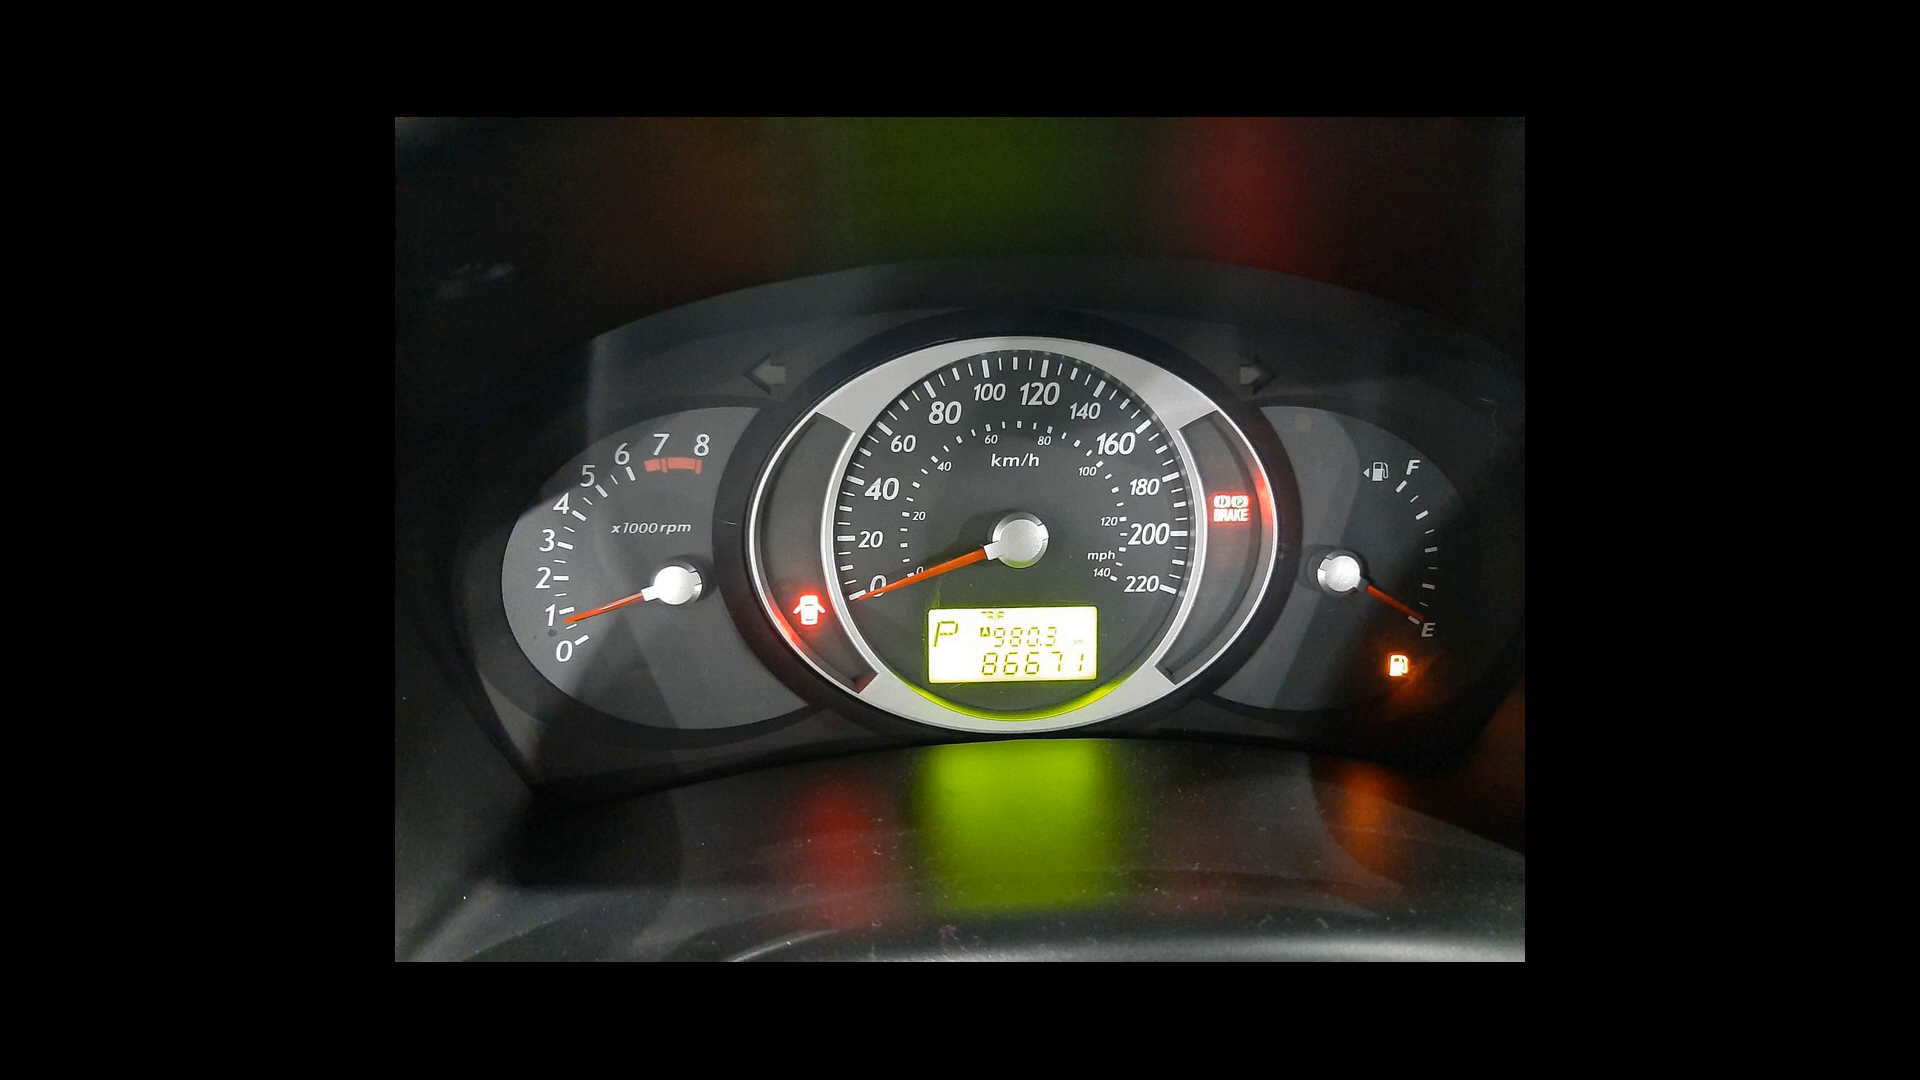 0 1 2 3 4 5 6 7 8
x1000rpm
0 20 40 60 80 100 120 140 160 180 200 220
km/h
0 20 40 60 80 100 120 140
mph
BRAKE
TRIP
P
A 980.3
86671
F
E